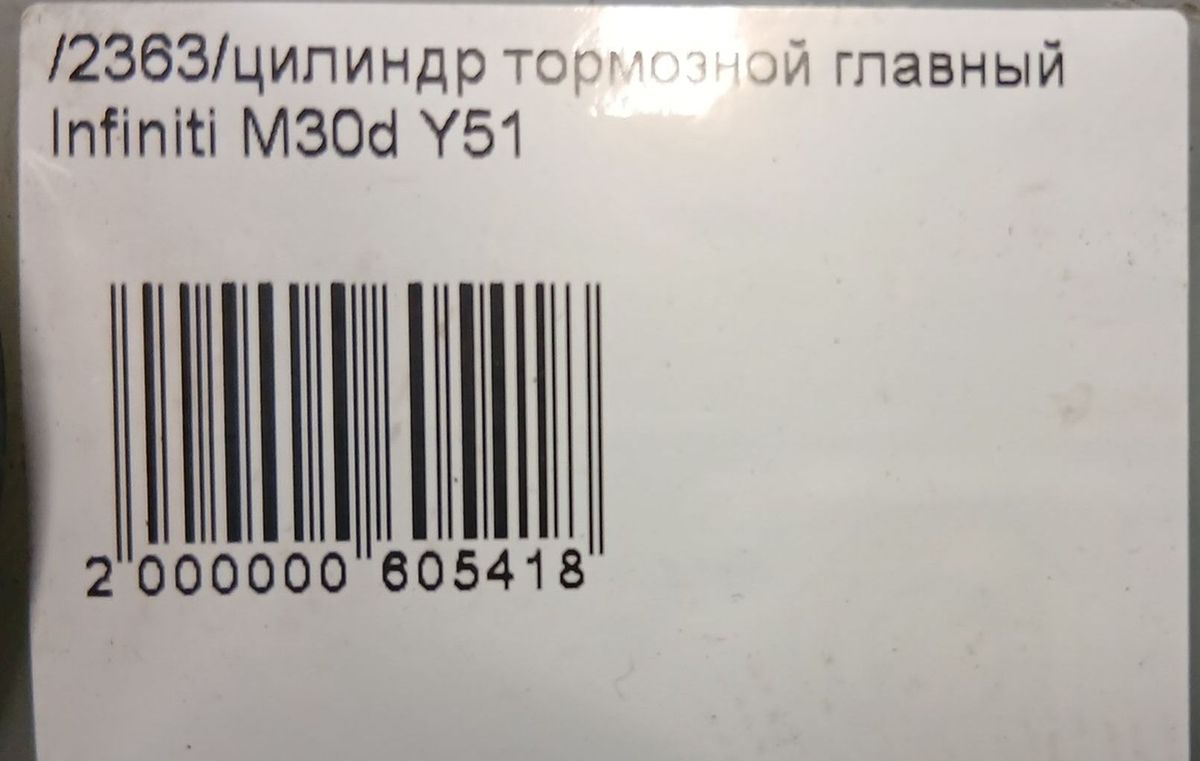 /2363/цилиндр тормозной главный
Infiniti M30d Y51
2 000000 605418